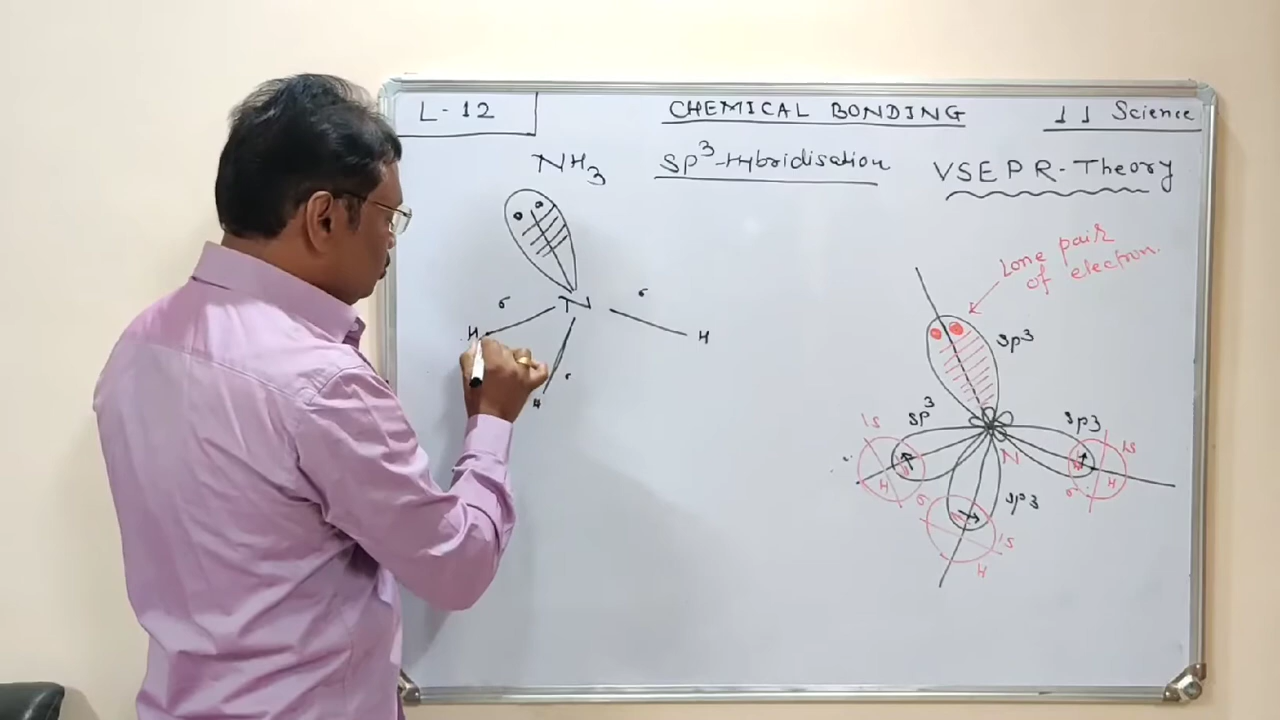 L-12
CHEMICAL BONDING
11 Science
NH₃
Sp³-Hybridisation
VSEPR-Theory
Lone pair
of electron.
σ
N
σ
H
H
σ
H
sp3
sp³
sp3
1s
1s
N
H
σ
H
σ
sp3
1s
H